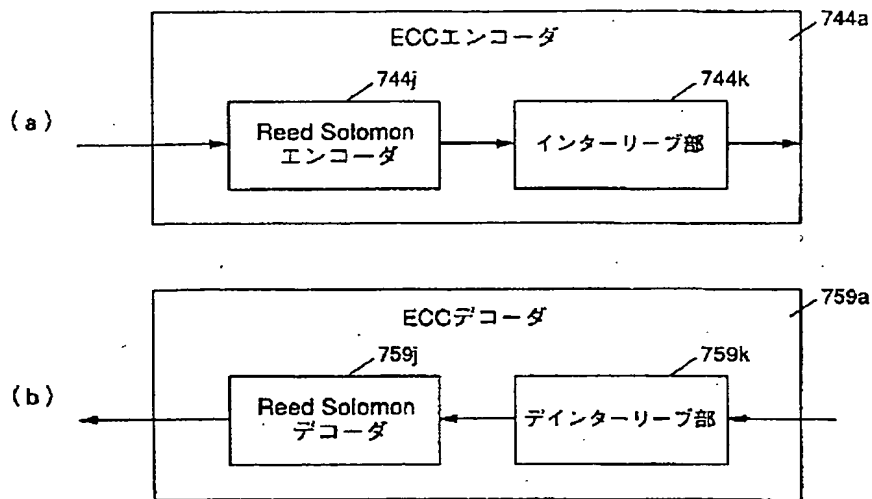 ECCエンコーダ
744a
744j
744k
(a)
Reed Solomon
エンコーダ
インターリーブ部
ECCデコーダ
759a
759j
759k
(b)
Reed Solomon
デコーダ
デインターリーブ部